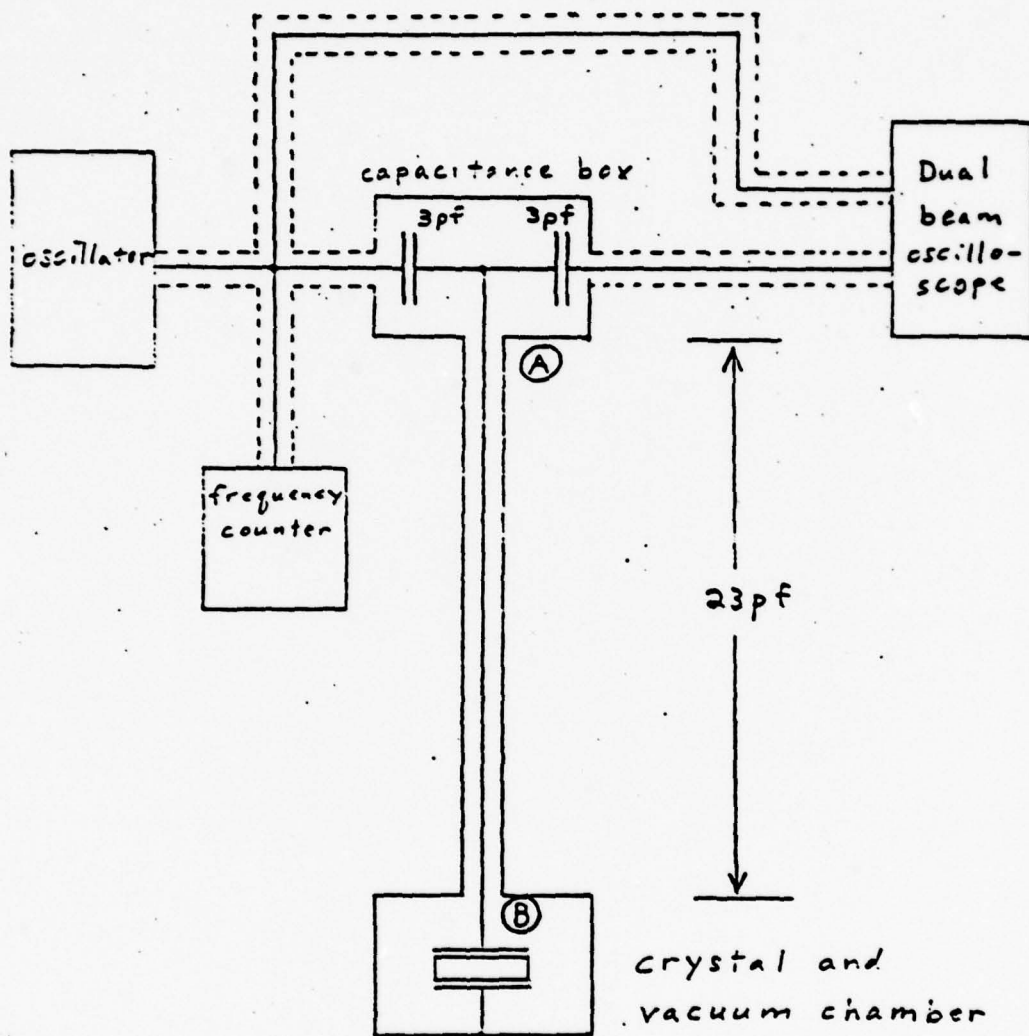 capacitance box
3pf 3pf
oscillator
Dual
beam
oscillo-
scope
A
frequency
counter
23pf
B
crystal and
vacuum chamber